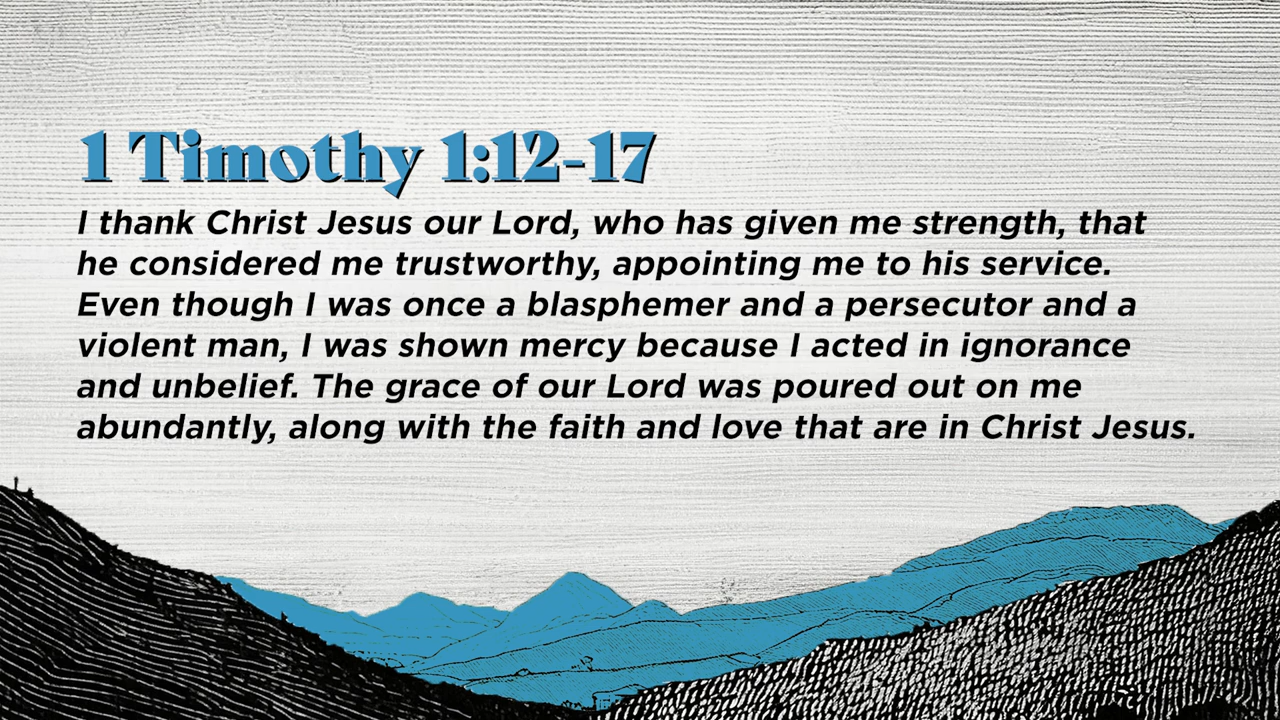 1 Timothy 1:12-17
I thank Christ Jesus our Lord, who has given me strength, that
he considered me trustworthy, appointing me to his service.
Even though I was once a blasphemer and a persecutor and a
violent man, I was shown mercy because I acted in ignorance
and unbelief. The grace of our Lord was poured out on me
abundantly, along with the faith and love that are in Christ Jesus.